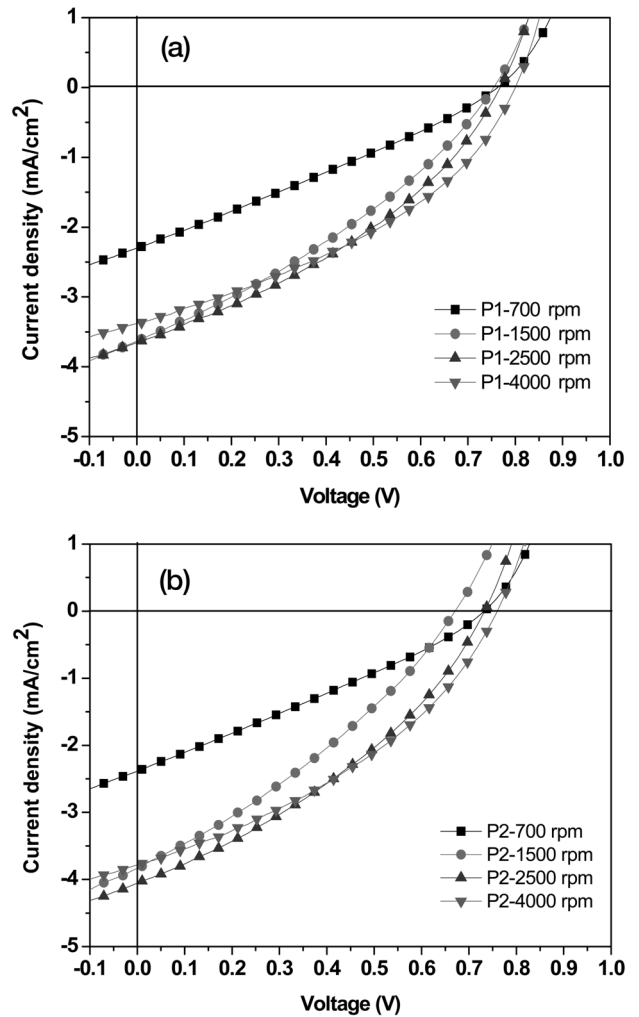 (a)
1
0
-1
-2
-3
-4
-5
Current density (mA/cm²)
P1-700 rpm
P1-1500 rpm
P1-2500 rpm
P1-4000 rpm
-0.1 0.0 0.1 0.2 0.3 0.4 0.5 0.6 0.7 0.8 0.9 1.0
Voltage (V)
(b)
1
0
-1
-2
-3
-4
-5
Current density (mA/cm²)
P2-700 rpm
P2-1500 rpm
P2-2500 rpm
P2-4000 rpm
-0.1 0.0 0.1 0.2 0.3 0.4 0.5 0.6 0.7 0.8 0.9 1.0
Voltage (V)